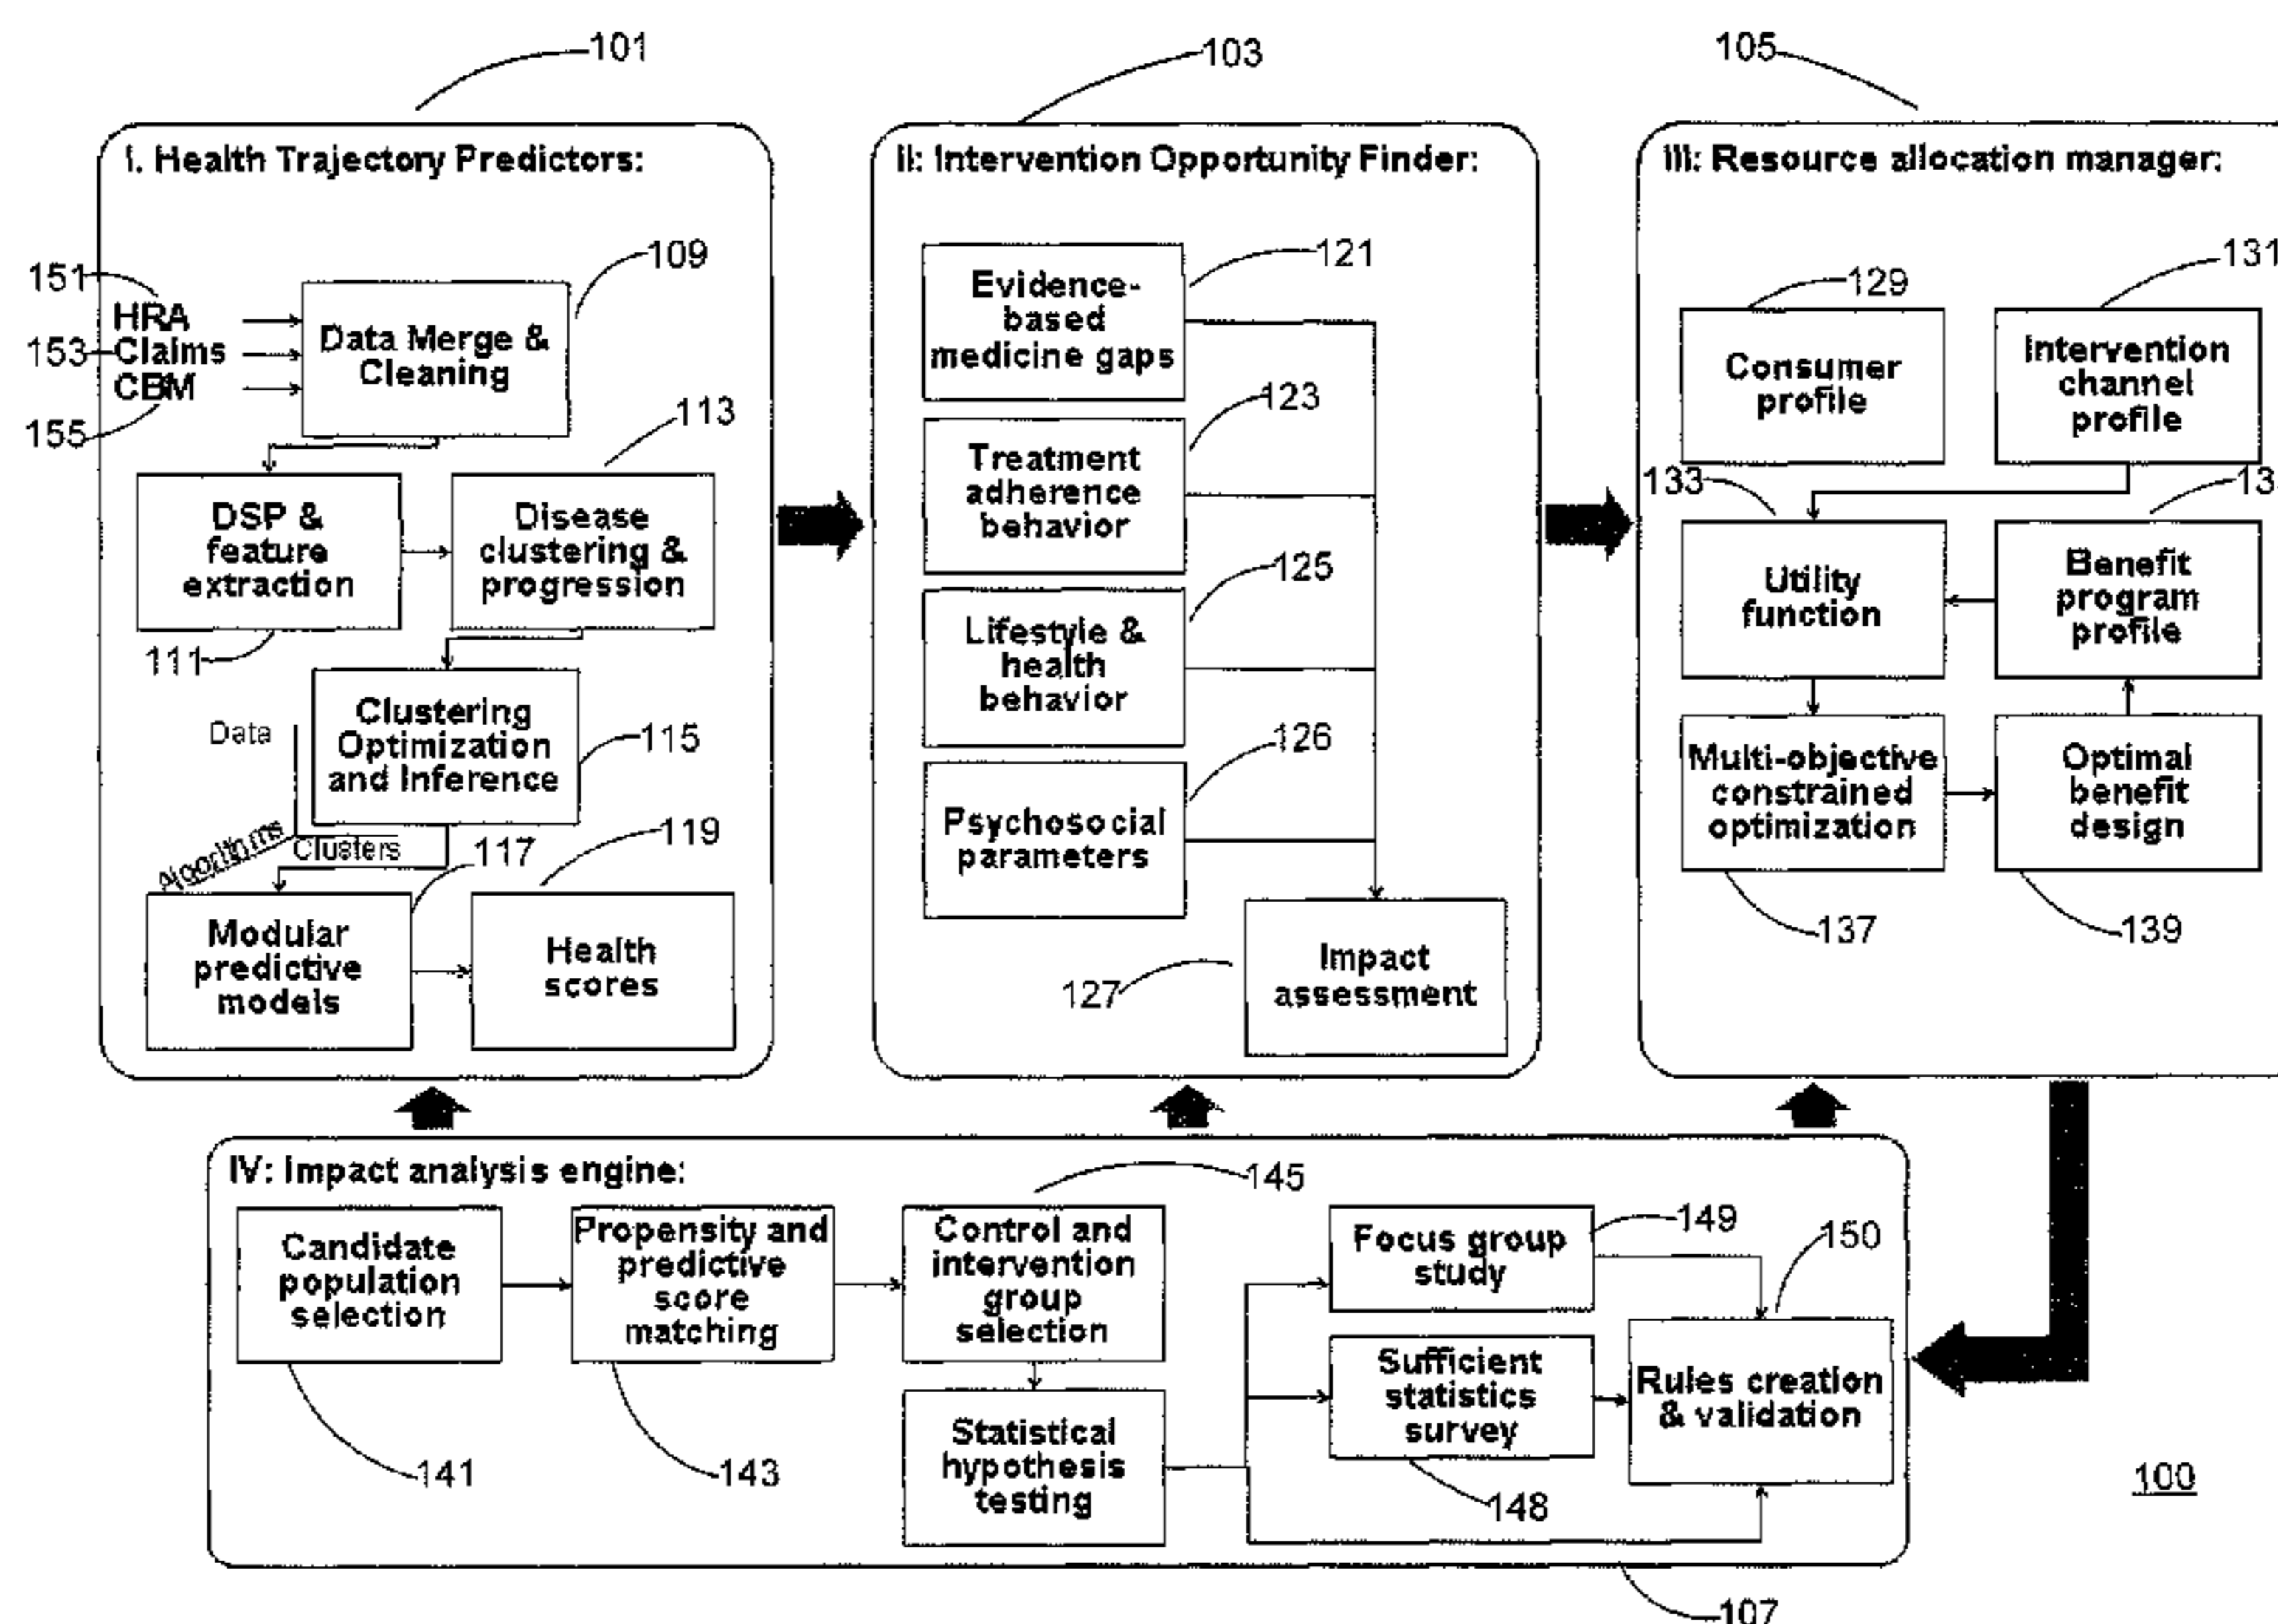 101
103
105
I. Health Trajectory Predictors:
109
151
HRA
153
Claims
CBM
155
Data Merge &
Cleaning
113
DSP &
feature
extraction
Disease
clustering &
progression
111
Clustering
Optimization
and Inference
115
Data
Algorithms
Clusters
117
119
Modular
predictive
models
Health
scores
II: Intervention Opportunity Finder:
121
Evidence-
based
medicine gaps
123
Treatment
adherence
behavior
125
Lifestyle &
health
behavior
126
Psychosocial
parameters
127
Impact
assessment
III: Resource allocation manager:
129
131
Consumer
profile
Intervention
channel
profile
133
13
Utility
function
Benefit
program
profile
Multi-objective
constrained
optimization
Optimal
benefit
design
137
139
IV: Impact analysis engine:
145
Candidate
population
selection
Propensity and
predictive
score
matching
Control and
intervention
group
selection
Focus group
study
149
150
Sufficient
statistics
survey
Rules creation
& validation
Statistical
hypothesis
testing
141
143
148
100
107